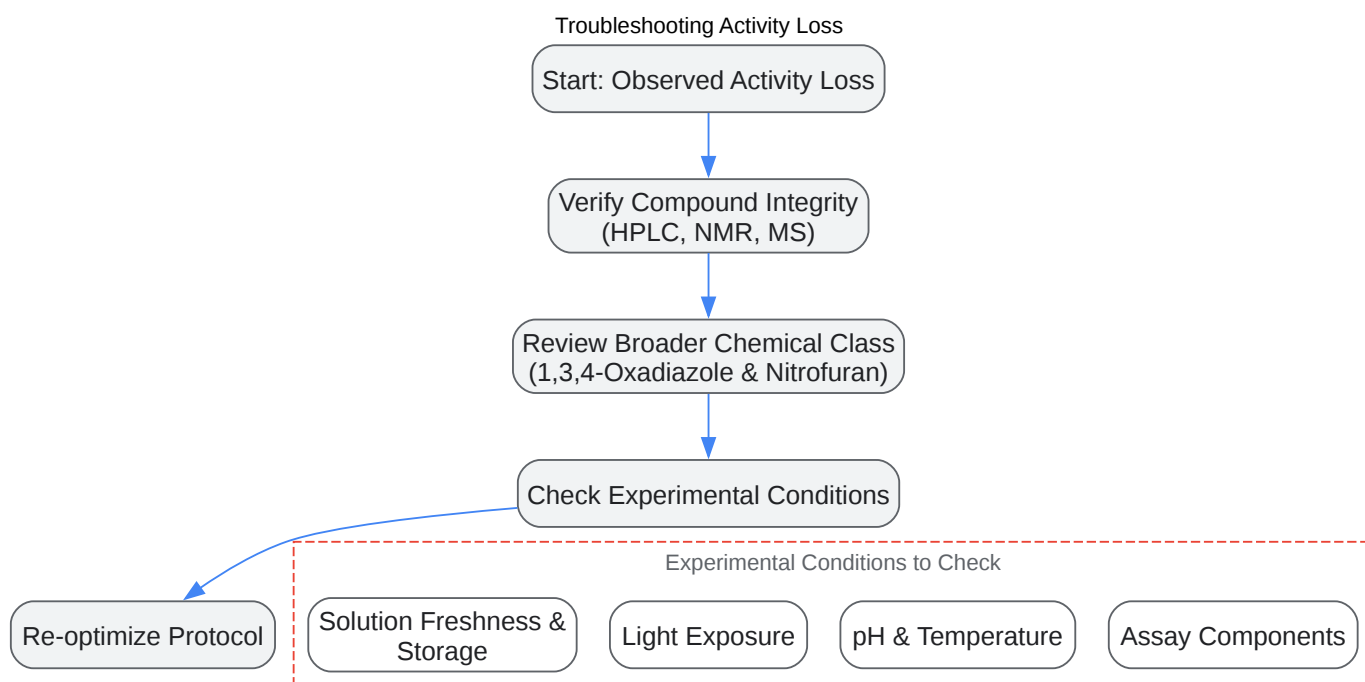 Troubleshooting Activity Loss
Start: Observed Activity Loss
Verify Compound Integrity
(HPLC, NMR, MS)
Review Broader Chemical Class
(1,3,4-Oxadiazole & Nitrofuran)
Check Experimental Conditions
Experimental Conditions to Check
Re-optimize Protocol
Solution Freshness &
Storage
Light Exposure
pH & Temperature
Assay Components